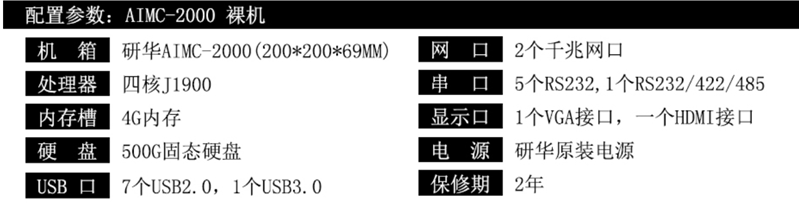 配置参数：AIMC-2000 裸机
机 箱 研华AIMC-2000(200*200*69MM) 网 口 2个千兆网口
处理器 四核J1900 串 口 5个RS232,1个RS232/422/485
内存槽 4G内存 显示口 1个VGA接口，一个HDMI接口
硬 盘 500G固态硬盘 电 源 研华原装电源
USB 口 7个USB2.0，1个USB3.0 保修期 2年